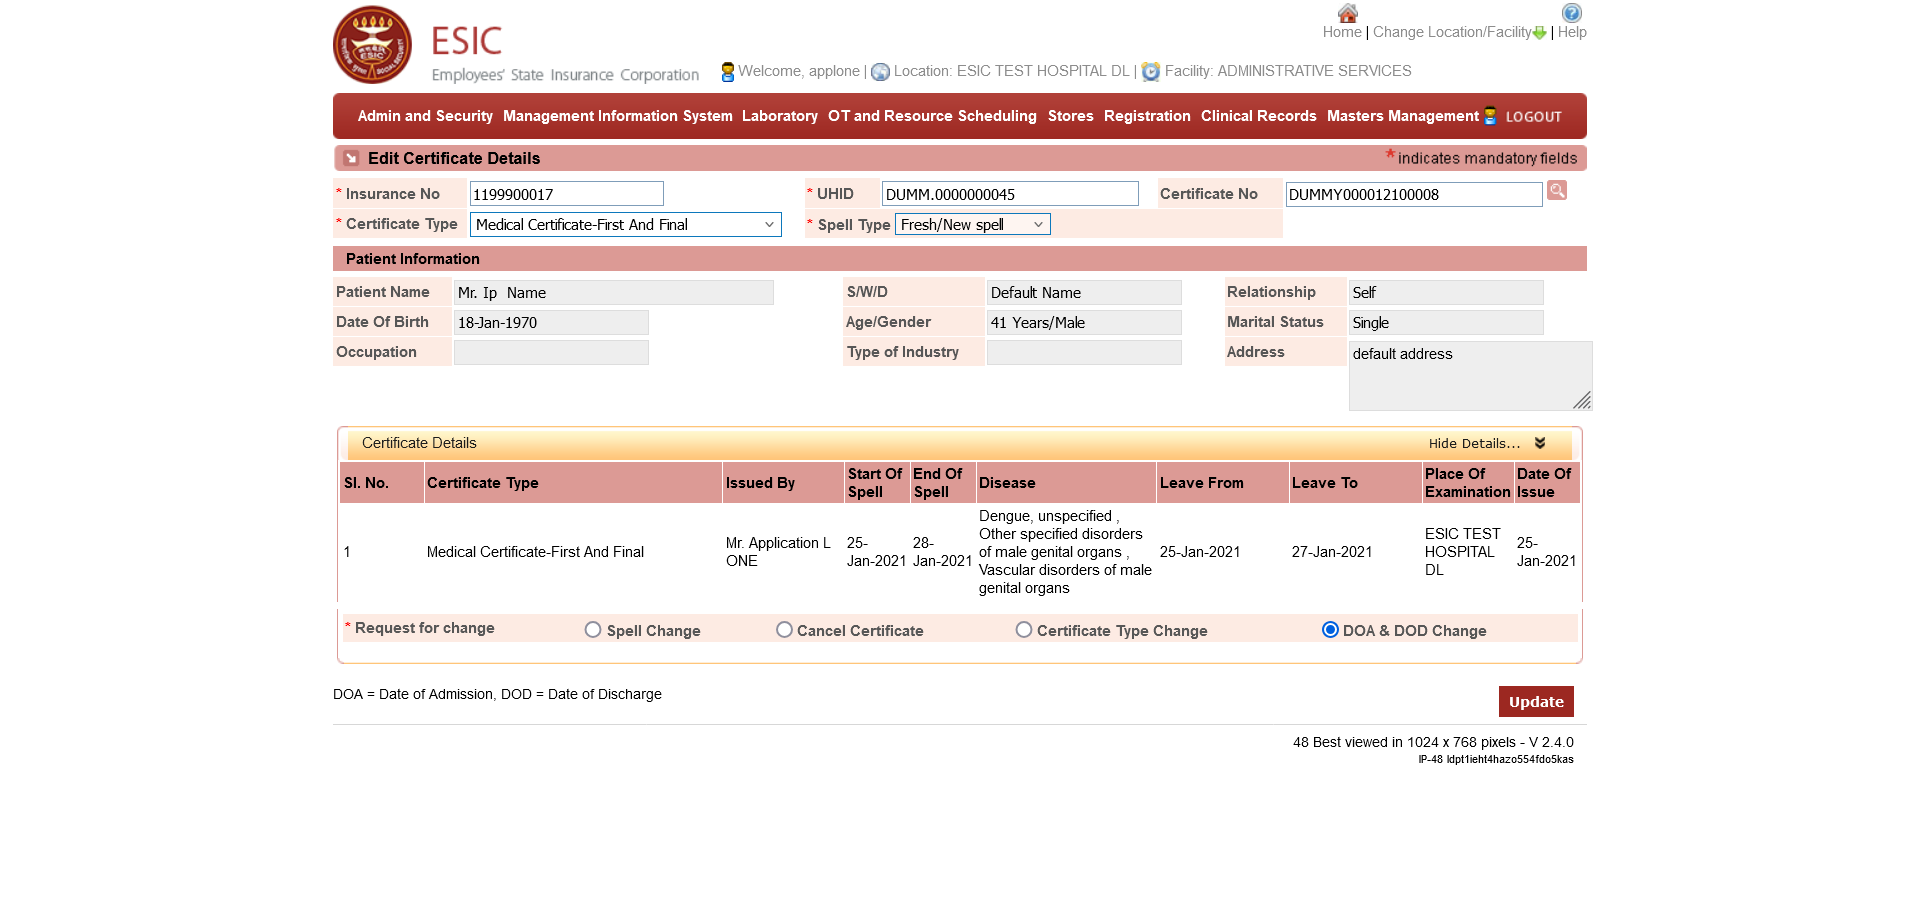 ESIC
Employees' State Insurance Corporation
Home | Change Location/Facility | Help
Welcome, applone | Location: ESIC TEST HOSPITAL DL | Facility: ADMINISTRATIVE SERVICES
Admin and Security Management Information System Laboratory OT and Resource Scheduling Stores Registration Clinical Records Masters Management LOGOUT
Edit Certificate Details * indicates mandatory fields
* Insurance No 1199900017 * UHID DUMM.0000000045 Certificate No DUMMY000012100008
* Certificate Type Medical Certificate-First And Final * Spell Type Fresh/New spell
Patient Information
Patient Name Mr. Ip Name S/W/D Default Name Relationship Self
Date Of Birth 18-Jan-1970 Age/Gender 41 Years/Male Marital Status Single
Occupation Type of Industry Address default address
Certificate Details Hide Details...
Sl. No. Certificate Type Issued By Start Of Spell End Of Spell Disease Leave From Leave To Place Of Examination Date Of Issue
1 Medical Certificate-First And Final Mr. Application L ONE 25-Jan-2021 28-Jan-2021 Dengue, unspecified , Other specified disorders of male genital organs , Vascular disorders of male genital organs 25-Jan-2021 27-Jan-2021 ESIC TEST HOSPITAL DL 25-Jan-2021
* Request for change Spell Change Cancel Certificate Certificate Type Change DOA & DOD Change
DOA = Date of Admission, DOD = Date of Discharge
Update
48 Best viewed in 1024 x 768 pixels - V 2.4.0
IP-48 ldpt1ieht4hazo554fdo5kas